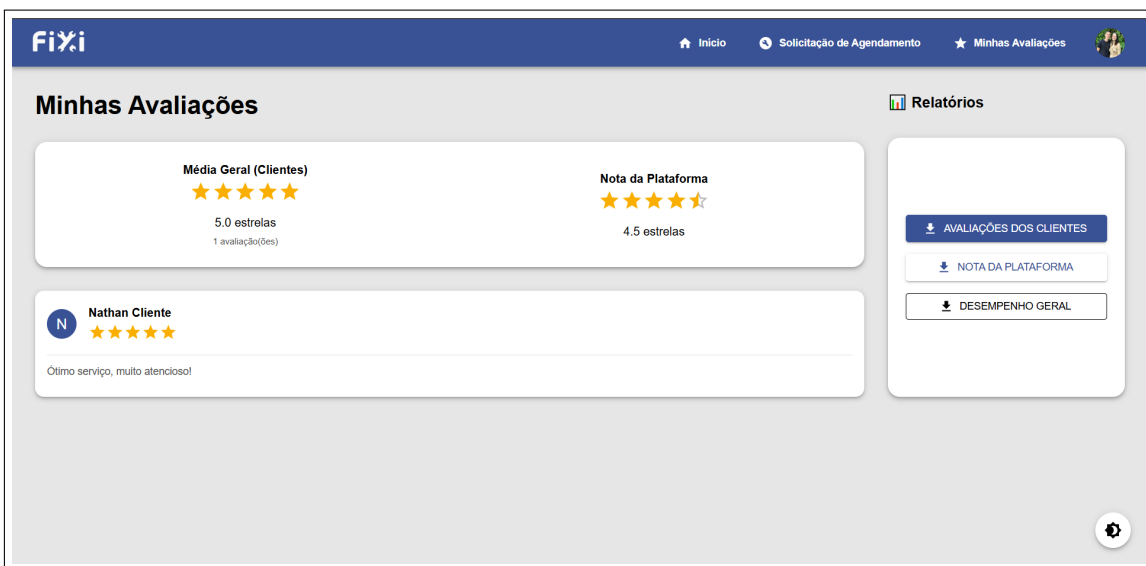 Fixi
Início
Solicitação de Agendamento
Minhas Avaliações
Minhas Avaliações
Relatórios
Média Geral (Clientes)
5.0 estrelas
1 avaliação(ões)
Nota da Plataforma
4.5 estrelas
AVALIAÇÕES DOS CLIENTES
NOTA DA PLATAFORMA
DESEMPENHO GERAL
N
Nathan Cliente
Ótimo serviço, muito atencioso!